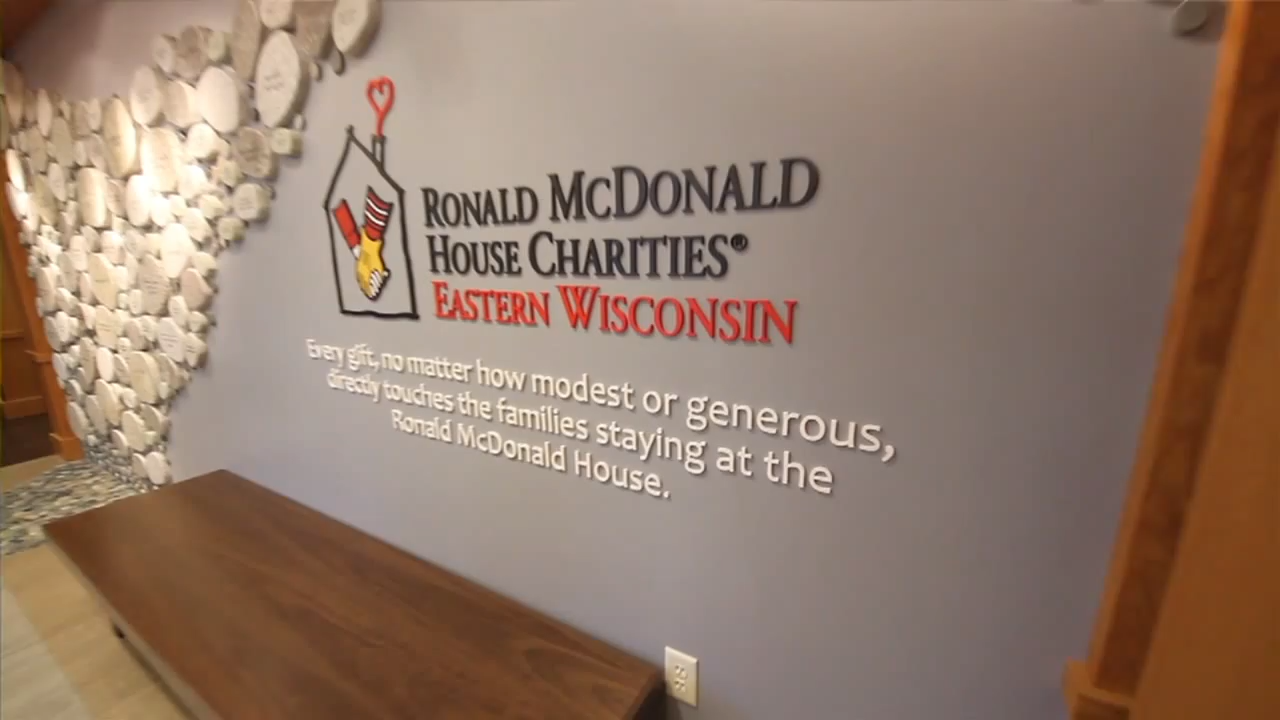 RONALD MCDONALD
HOUSE CHARITIES®
EASTERN WISCONSIN
Every gift, no matter how modest or generous,
directly touches the families staying at the
Ronald McDonald House.